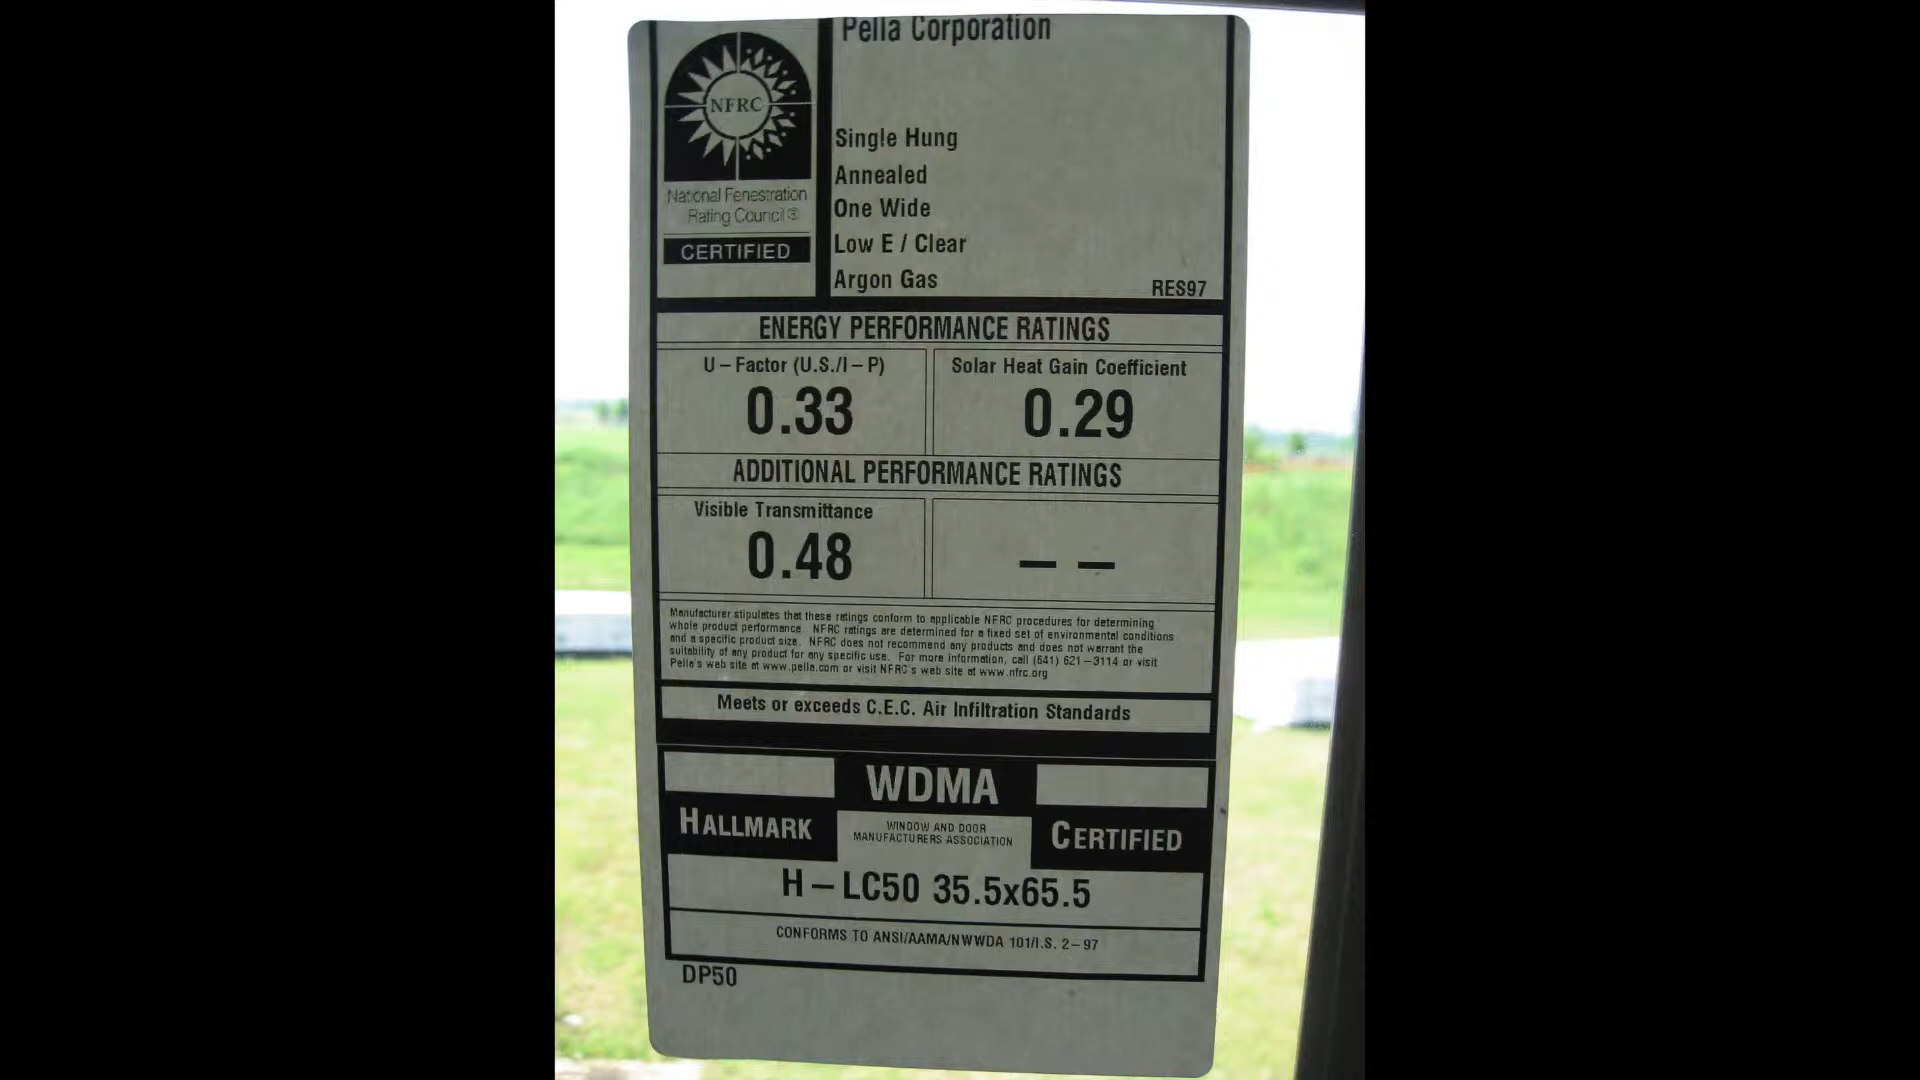 Pella Corporation
NFRC
National Fenestration
Rating Council®
CERTIFIED
Single Hung
Annealed
One Wide
Low E / Clear
Argon Gas
RES97
ENERGY PERFORMANCE RATINGS
U – Factor (U.S./I – P)
0.33
Solar Heat Gain Coefficient
0.29
ADDITIONAL PERFORMANCE RATINGS
Visible Transmittance
0.48
– –
Manufacturer stipulates that these ratings conform to applicable NFRC procedures for determining
whole product performance. NFRC ratings are determined for a fixed set of environmental conditions
and a specific product size. NFRC does not recommend any products and does not warrant the
suitability of any product for any specific use. For more information, call (641) 621–3114 or visit
Pella's web site at www.pella.com or visit NFRC's web site at www.nfrc.org
Meets or exceeds C.E.C. Air Infiltration Standards
WDMA
HALLMARK
WINDOW AND DOOR
MANUFACTURERS ASSOCIATION
CERTIFIED
H – LC50 35.5x65.5
CONFORMS TO ANSI/AAMA/NWWDA 101/I.S. 2–97
DP50